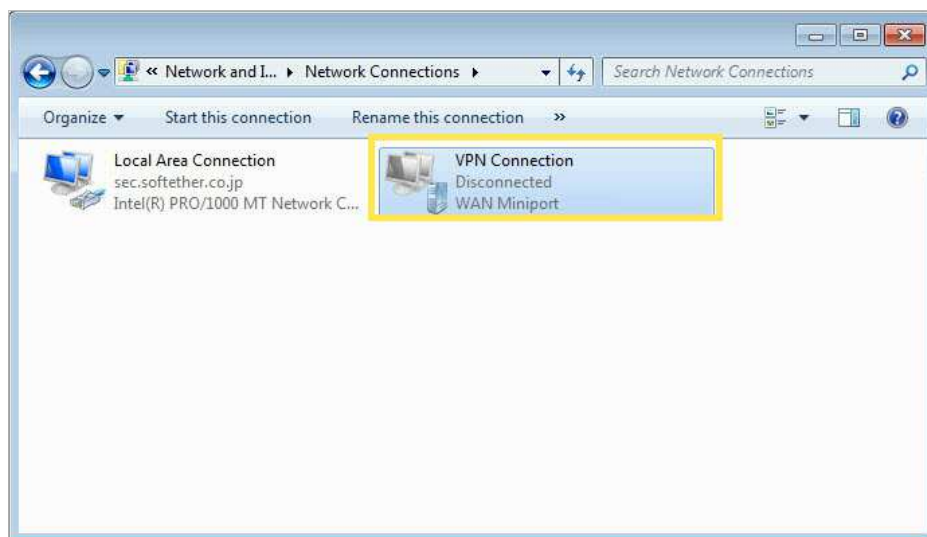 « Network and I... Network Connections
Search Network Connections
Organize Start this connection Rename this connection »
Local Area Connection
sec.softether.co.jp
Intel(R) PRO/1000 MT Network C...
VPN Connection
Disconnected
WAN Miniport